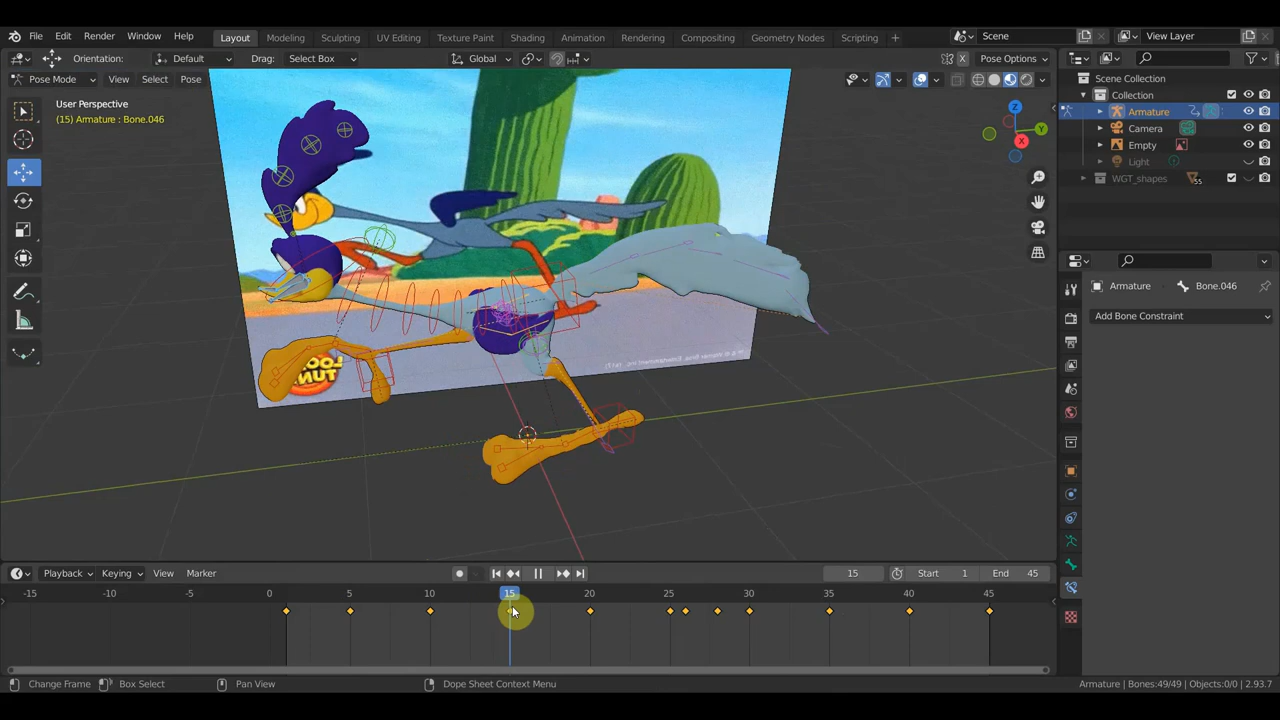 File Edit Render Window Help Layout Modeling Sculpting UV Editing Texture Paint Shading Animation Rendering Compositing Geometry Nodes Scripting + Scene View Layer
Orientation: Default Drag: Select Box Global Pose Options
Pose Mode View Select Pose
User Perspective
(15) Armature : Bone.046
Scene Collection
Collection
Armature
Camera
Empty
Light
WGT_shapes 55
Z
Y
X
Armature Bone.046
Add Bone Constraint
LOO
TUN
Playback Keying View Marker 15 Start 1 End 45
-15 -10 -5 0 5 10 15 20 25 30 35 40 45
Change Frame Box Select Pan View Dope Sheet Context Menu Armature | Bones:49/49 | Objects:0/0 | 2.93.7